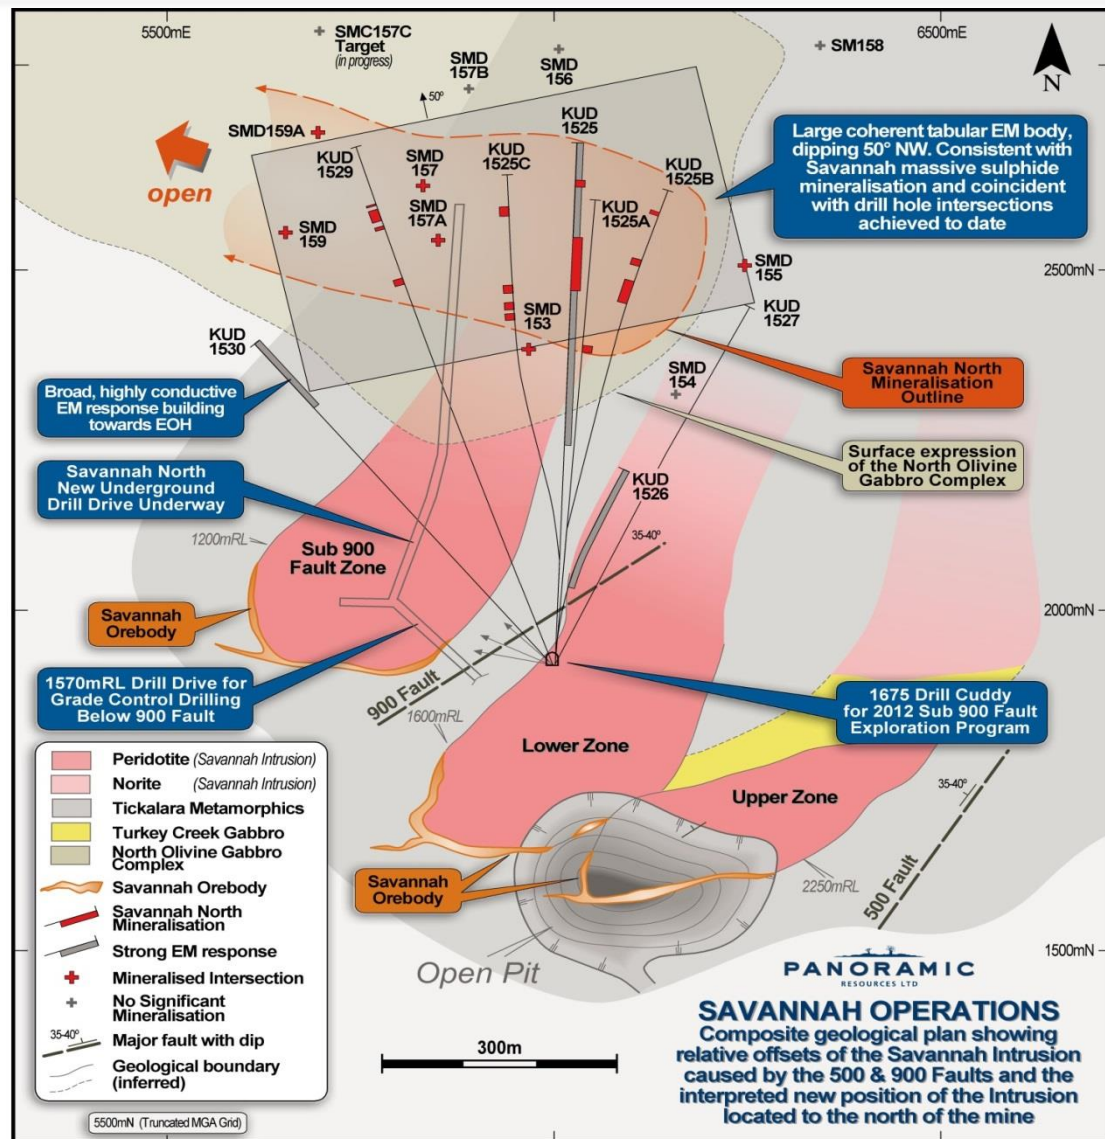 5500mE
6500mE
SMC157C
Target
(in progress)
SMD
157B
SMD
156
SM158
N
50°
SMD159A
KUD
1529
SMD
157
KUD
1525C
KUD
1525
KUD
1525B
Large coherent tabular EM body,
dipping 50° NW. Consistent with
Savannah massive sulphide
mineralisation and coincident
with drill hole intersections
achieved to date
open
SMD
159
SMD
157A
KUD
1525A
SMD
155
2500mN
KUD
1527
SMD
153
KUD
1530
SMD
154
Savannah North
Mineralisation
Outline
Broad, highly conductive
EM response building
towards EOH
Surface expression
of the North Olivine
Gabbro Complex
Savannah North
New Underground
Drill Drive Underway
KUD
1526
1200mRL
Sub 900
Fault Zone
35-40°
Savannah
Orebody
2000mN
1570mRL Drill Drive for
Grade Control Drilling
Below 900 Fault
900 Fault
1675 Drill Cuddy
for 2012 Sub 900 Fault
Exploration Program
1600mRL
Lower Zone
Upper Zone
35-40°
500 Fault
2250mRL
Savannah
Orebody
Open Pit
1500mN
Peridotite (Savannah Intrusion)
Norite (Savannah Intrusion)
Tickalara Metamorphics
Turkey Creek Gabbro
North Olivine Gabbro
Complex
Savannah Orebody
Savannah North
Mineralisation
Strong EM response
Mineralised Intersection
No Significant
Mineralisation
35-40°
Major fault with dip
Geological boundary
(inferred)
5500mN (Truncated MGA Grid)
300m
PANORAMIC
RESOURCES LTD
SAVANNAH OPERATIONS
Composite geological plan showing
relative offsets of the Savannah Intrusion
caused by the 500 & 900 Faults and the
interpreted new position of the Intrusion
located to the north of the mine